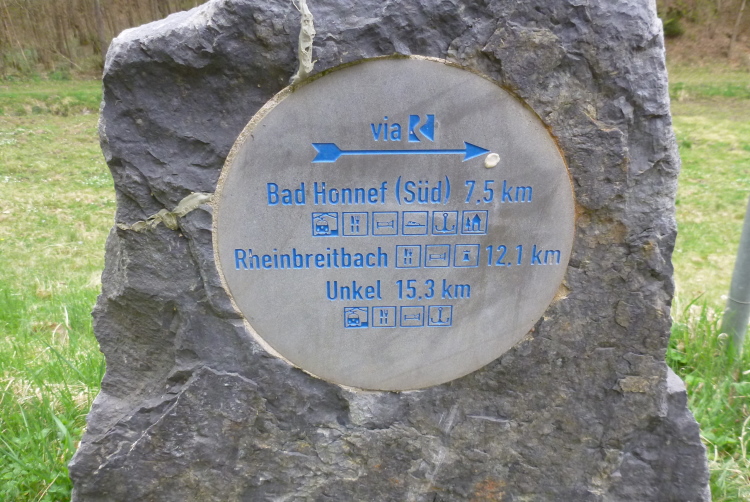 via R
Bad Honnef (Süd) 7.5 km
Rheinbreitbach 12.1 km
Unkel 15.3 km